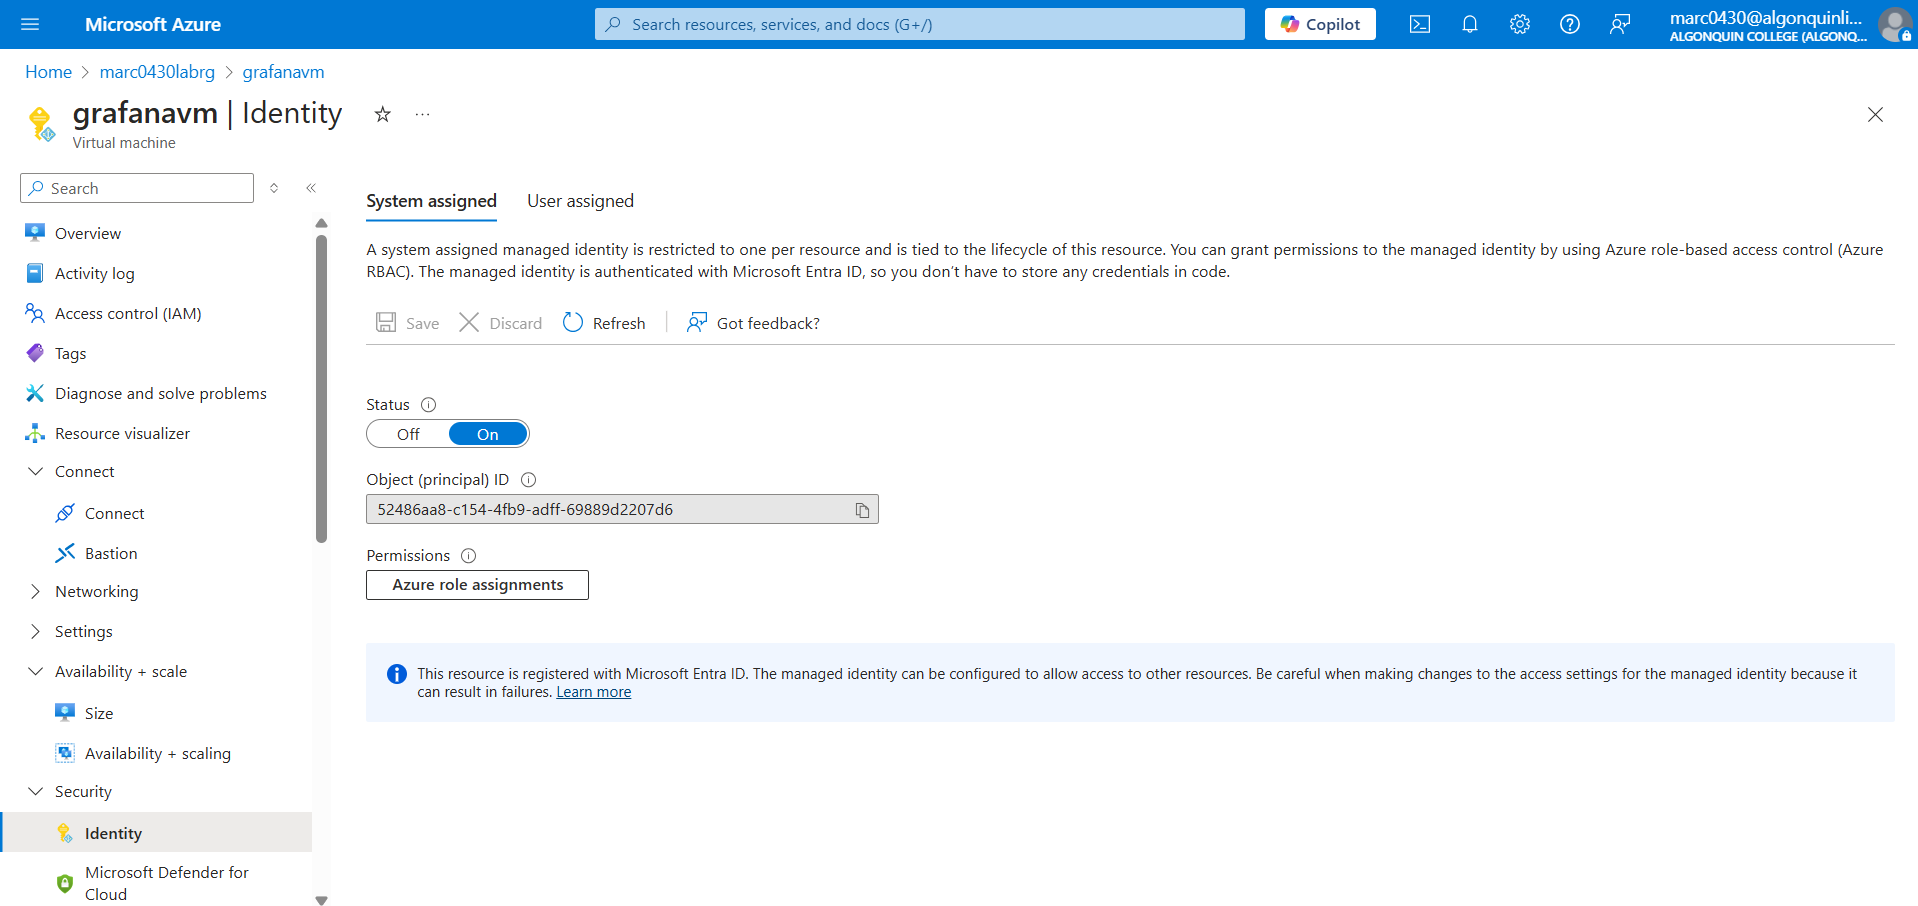 Microsoft Azure
Search resources, services, and docs (G+/)
Copilot
marc0430@algonquinli...
ALGONQUIN COLLEGE (ALGONQ...
Home > marc0430labrg > grafanavm
grafanavm | Identity
Virtual machine
Search
Overview
Activity log
Access control (IAM)
Tags
Diagnose and solve problems
Resource visualizer
Connect
Connect
Bastion
Networking
Settings
Availability + scale
Size
Availability + scaling
Security
Identity
Microsoft Defender for
Cloud
System assigned
User assigned
A system assigned managed identity is restricted to one per resource and is tied to the lifecycle of this resource. You can grant permissions to the managed identity by using Azure role-based access control (Azure
RBAC). The managed identity is authenticated with Microsoft Entra ID, so you don't have to store any credentials in code.
Save
Discard
Refresh
Got feedback?
Status
Off
On
Object (principal) ID
52486aa8-c154-4fb9-adff-69889d2207d6
Permissions
Azure role assignments
This resource is registered with Microsoft Entra ID. The managed identity can be configured to allow access to other resources. Be careful when making changes to the access settings for the managed identity because it
can result in failures. Learn more